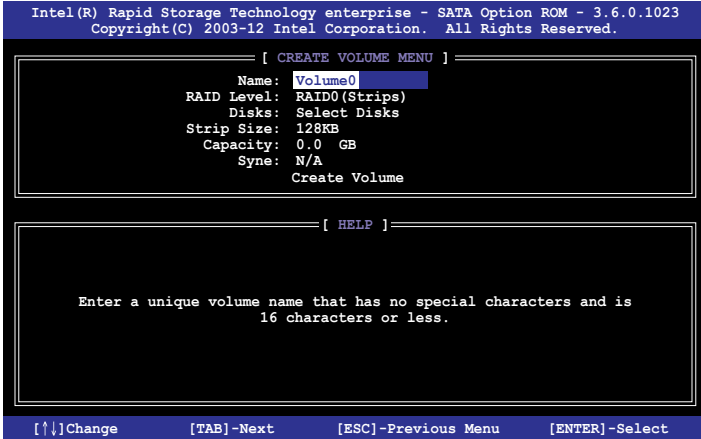 Intel(R) Rapid Storage Technology enterprise - SATA Option ROM - 3.6.0.1023
Copyright(C) 2003-12 Intel Corporation. All Rights Reserved.
[ CREATE VOLUME MENU ]
Name: Volume0
RAID Level: RAID0(Strips)
Disks: Select Disks
Strip Size: 128KB
Capacity: 0.0 GB
Syne: N/A
Create Volume
[ HELP ]
Enter a unique volume name that has no special characters and is
16 characters or less.
[↑↓]Change [TAB]-Next [ESC]-Previous Menu [ENTER]-Select